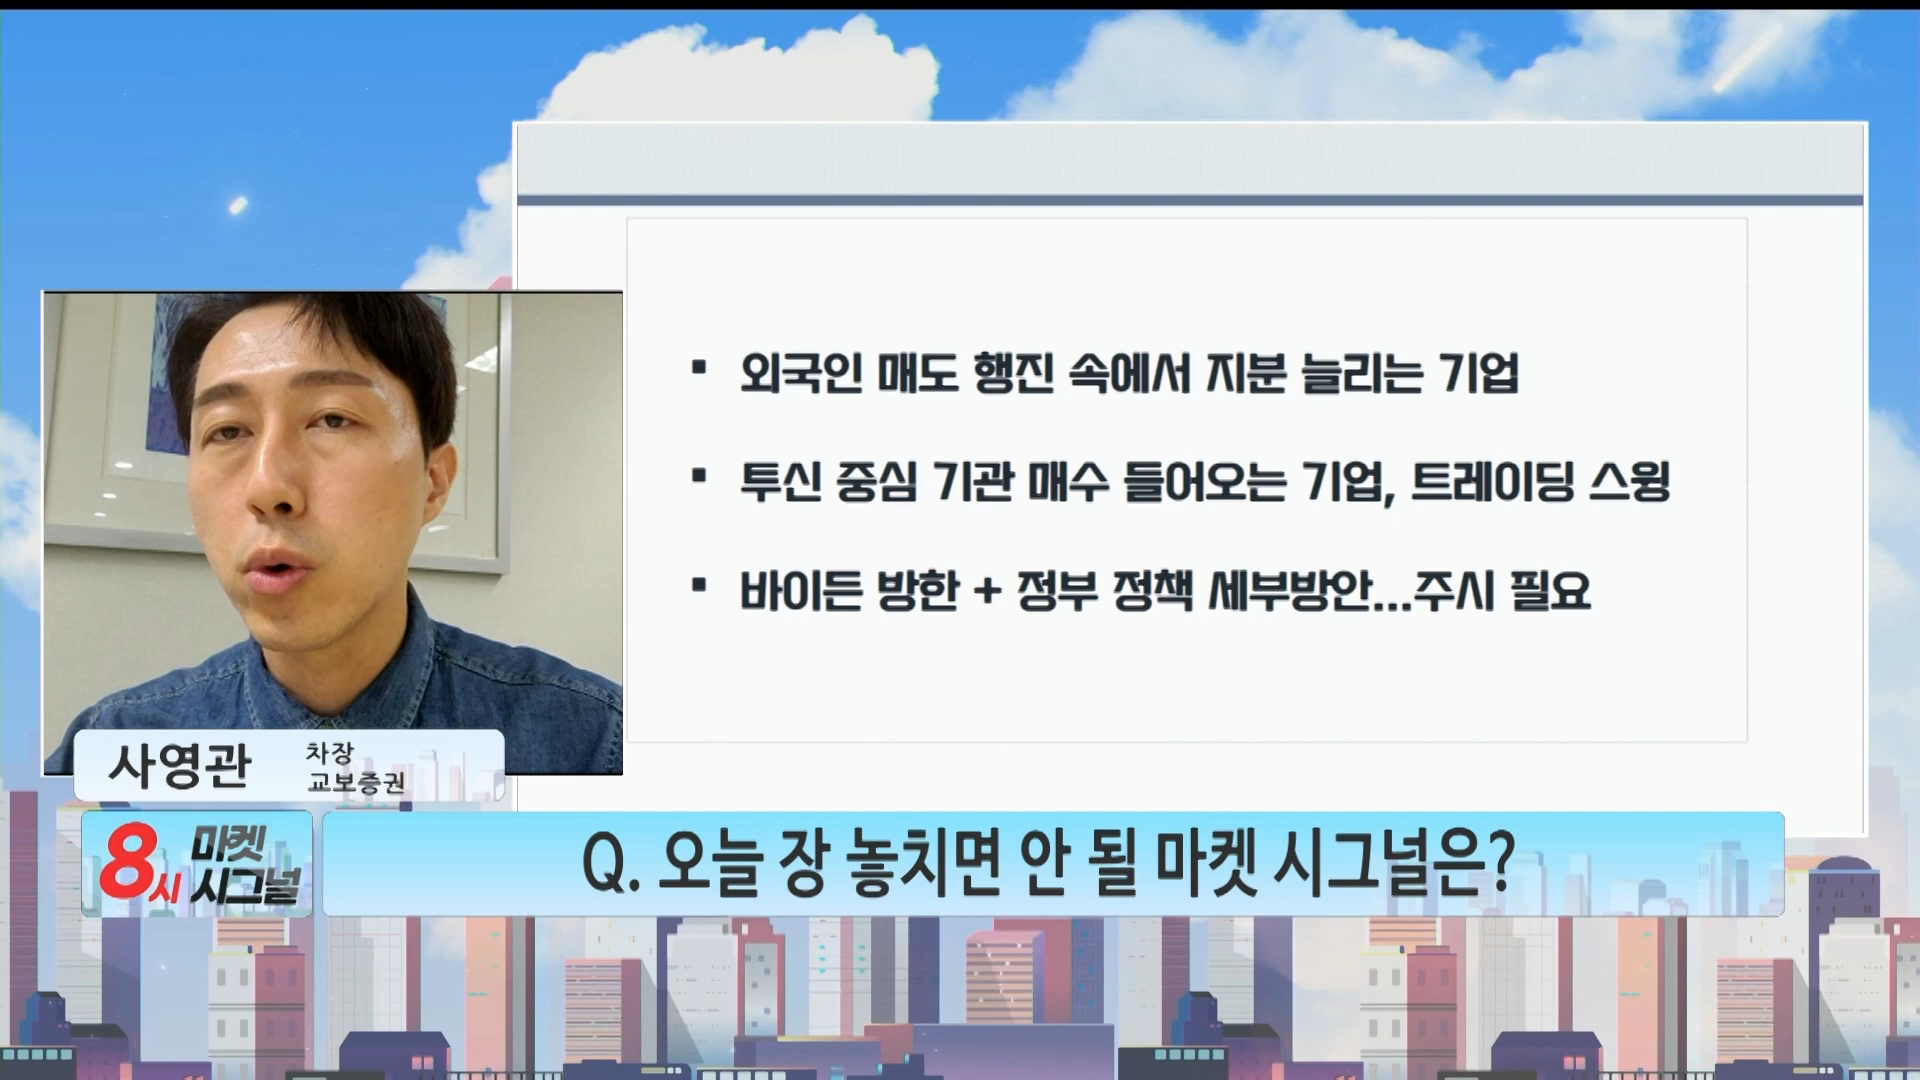 ▪ 외국인 매도 행진 속에서 지분 늘리는 기업
▪ 투신 중심 기관 매수 들어오는 기업, 트레이딩 스윙
▪ 바이든 방한 + 정부 정책 세부방안...주시 필요
사영관
차장
교보증권
8시 마켓
시그널
Q. 오늘 장 놓치면 안 될 마켓 시그널은?